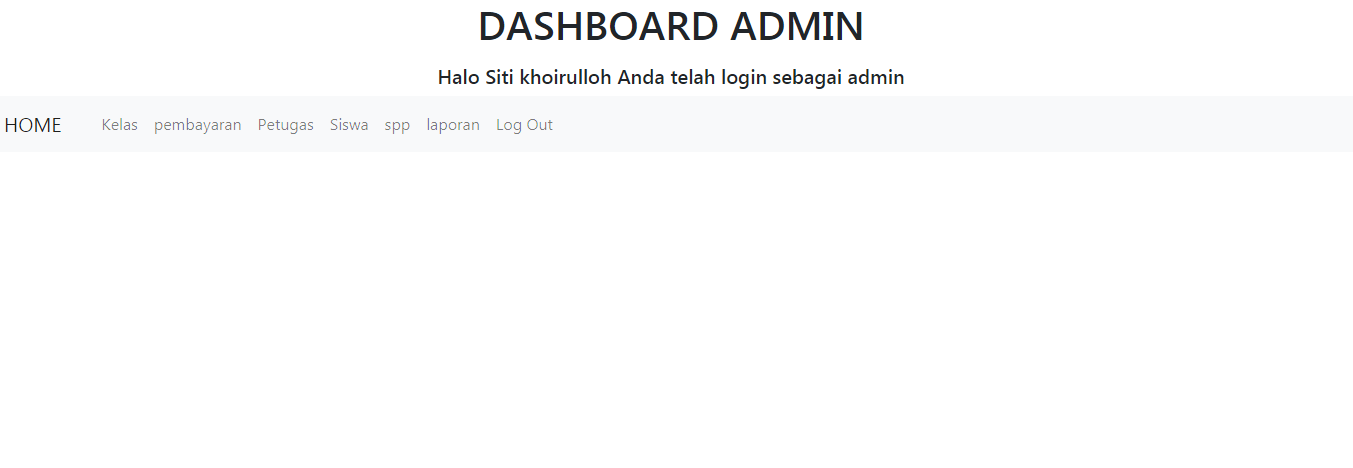 DASHBOARD ADMIN
Halo Siti khoirulloh Anda telah login sebagai admin
HOME Kelas pembayaran Petugas Siswa spp laporan Log Out